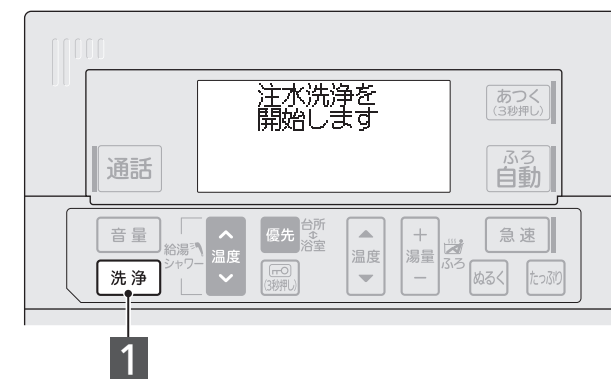 注水洗浄を
開始します
あつく
(3秒押し)
通話
ふろ
自動
音量
給湯
シャワー
温度
優先
台所
浴室
温度
＋
湯量
－
ふろ
急速
洗浄
(3秒押し)
ぬるく
たっぷり
1